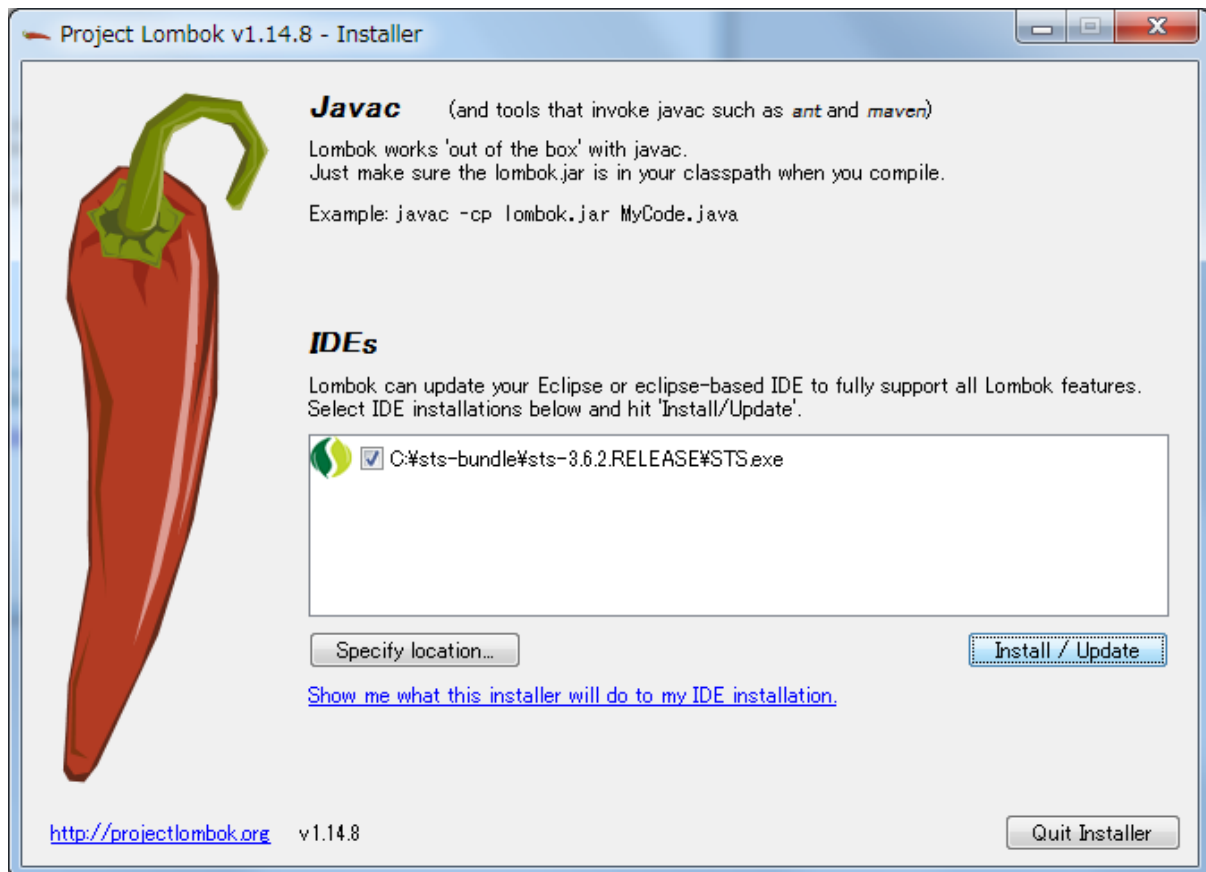 Project Lombok v1.14.8 - Installer
Javac (and tools that invoke javac such as ant and maven)
Lombok works 'out of the box' with javac.
Just make sure the lombok.jar is in your classpath when you compile.
Example: javac -cp lombok.jar MyCode.java
IDEs
Lombok can update your Eclipse or eclipse-based IDE to fully support all Lombok features.
Select IDE installations below and hit 'Install/Update'.
C:¥sts-bundle¥sts-3.6.2.RELEASE¥STS.exe
Specify location...
Install / Update
Show me what this installer will do to my IDE installation.
http://projectlombok.org v1.14.8
Quit Installer